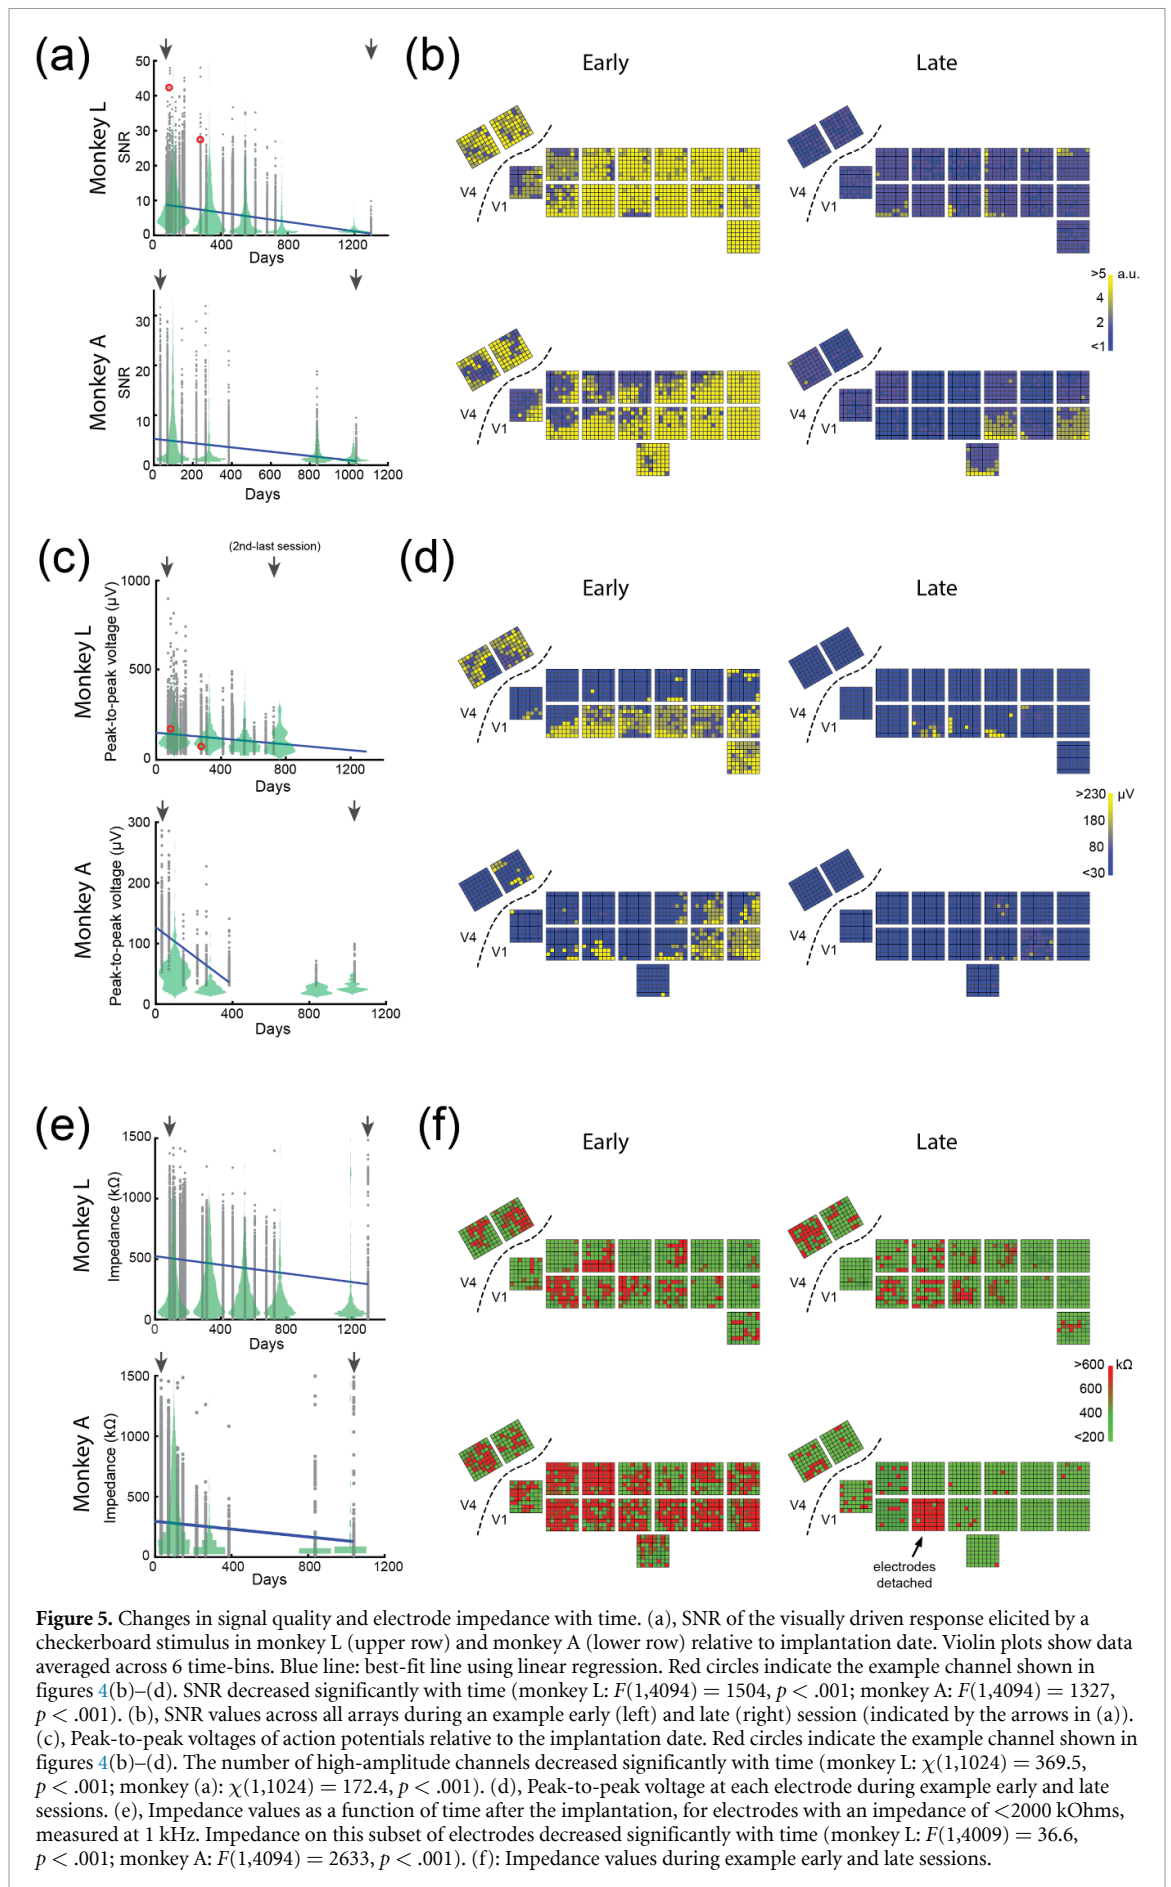 (a)
Monkey L
SNR
50
40
30
20
10
0
0 400 800 1200
Days
Monkey A
SNR
30
20
10
0
0 200 400 600 800 1000 1200
Days
(b)
Early
Late
V4
V1
V4
V1
>5 a.u.
4
2
<1
V4
V1
V4
V1
(c)
(2nd-last session)
Monkey L
Peak-to-peak voltage (µV)
1000
500
0
0 400 800 1200
Days
Monkey A
Peak-to-peak voltage (µV)
300
200
100
0
0 400 800 1200
Days
(d)
Early
Late
V4
V1
V4
V1
>230 µV
180
80
<30
V4
V1
V4
V1
(e)
Monkey L
Impedance (kΩ)
1500
1000
500
0
0 400 800 1200
Days
Monkey A
Impedance (kΩ)
1500
1000
500
0
0 400 800 1200
Days
(f)
Early
Late
V4
V1
V4
V1
>600 kΩ
600
400
<200
V4
V1
V4
V1
electrodes
detached
Figure 5. Changes in signal quality and electrode impedance with time. (a), SNR of the visually driven response elicited by a
checkerboard stimulus in monkey L (upper row) and monkey A (lower row) relative to implantation date. Violin plots show data
averaged across 6 time-bins. Blue line: best-fit line using linear regression. Red circles indicate the example channel shown in
figures 4(b)–(d). SNR decreased significantly with time (monkey L: F(1,4094) = 1504, p < .001; monkey A: F(1,4094) = 1327,
p < .001). (b), SNR values across all arrays during an example early (left) and late (right) session (indicated by the arrows in (a)).
(c), Peak-to-peak voltages of action potentials relative to the implantation date. Red circles indicate the example channel shown in
figures 4(b)–(d). The number of high-amplitude channels decreased significantly with time (monkey L: χ(1,1024) = 369.5,
p < .001; monkey (a): χ(1,1024) = 172.4, p < .001). (d), Peak-to-peak voltage at each electrode during example early and late
sessions. (e), Impedance values as a function of time after the implantation, for electrodes with an impedance of <2000 kOhms,
measured at 1 kHz. Impedance on this subset of electrodes decreased significantly with time (monkey L: F(1,4009) = 36.6,
p < .001; monkey A: F(1,4094) = 2633, p < .001). (f): Impedance values during example early and late sessions.